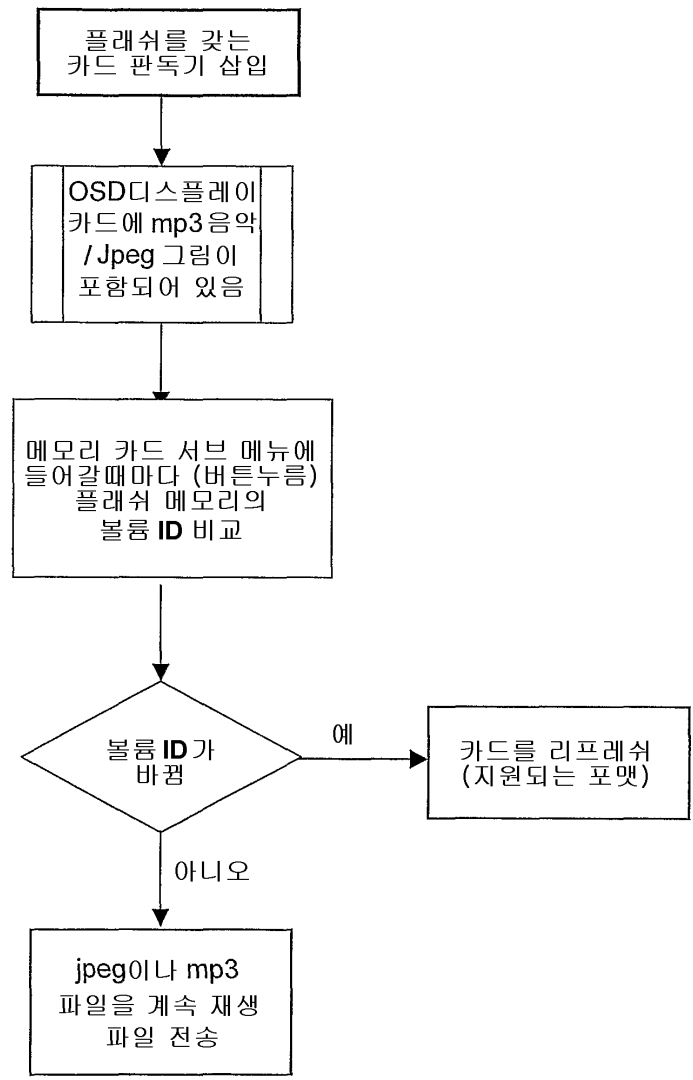 플래쉬를 갖는
카드 판독기 삽입
OSD디스플레이
카드에 mp3 음악
/ Jpeg 그림이
포함되어 있음
메모리 카드 서브 메뉴에
들어갈때마다 (버튼누름)
플래쉬 메모리의
볼륨 ID 비교
볼륨 ID가
바뀜
예
카드를 리프레쉬
(지원되는 포맷)
아니오
jpeg이나 mp3
파일을 계속 재생
파일 전송